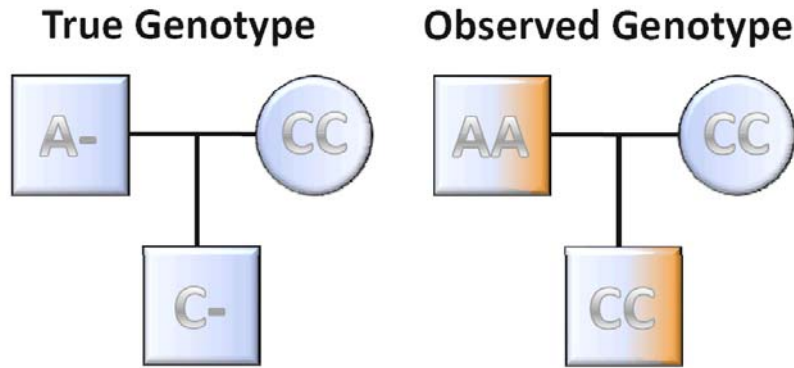 True Genotype
Observed Genotype
A- CC
AA CC
C-
CC